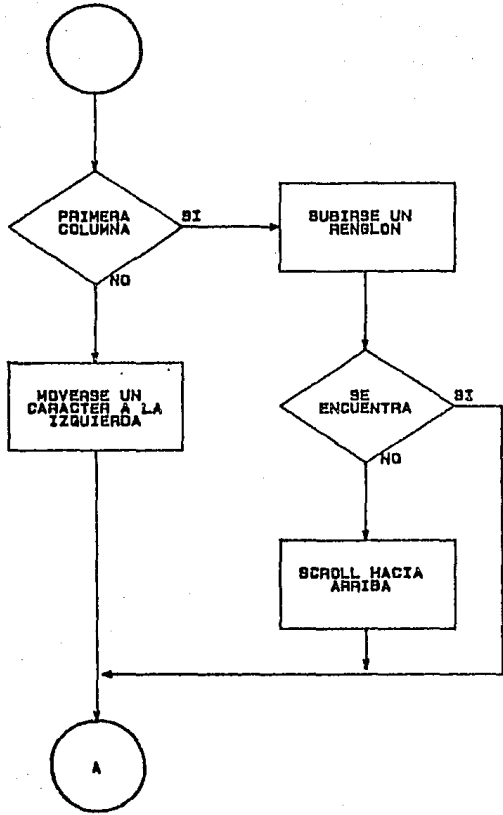 PRIMERA
COLUMNA
SI
NO
SUBIRSE UN
RENGLON
MOVERSE UN
CARACTER A LA
IZQUIERDA
SE
ENCUENTRA
SI
NO
SCROLL HACIA
ARRIBA
A